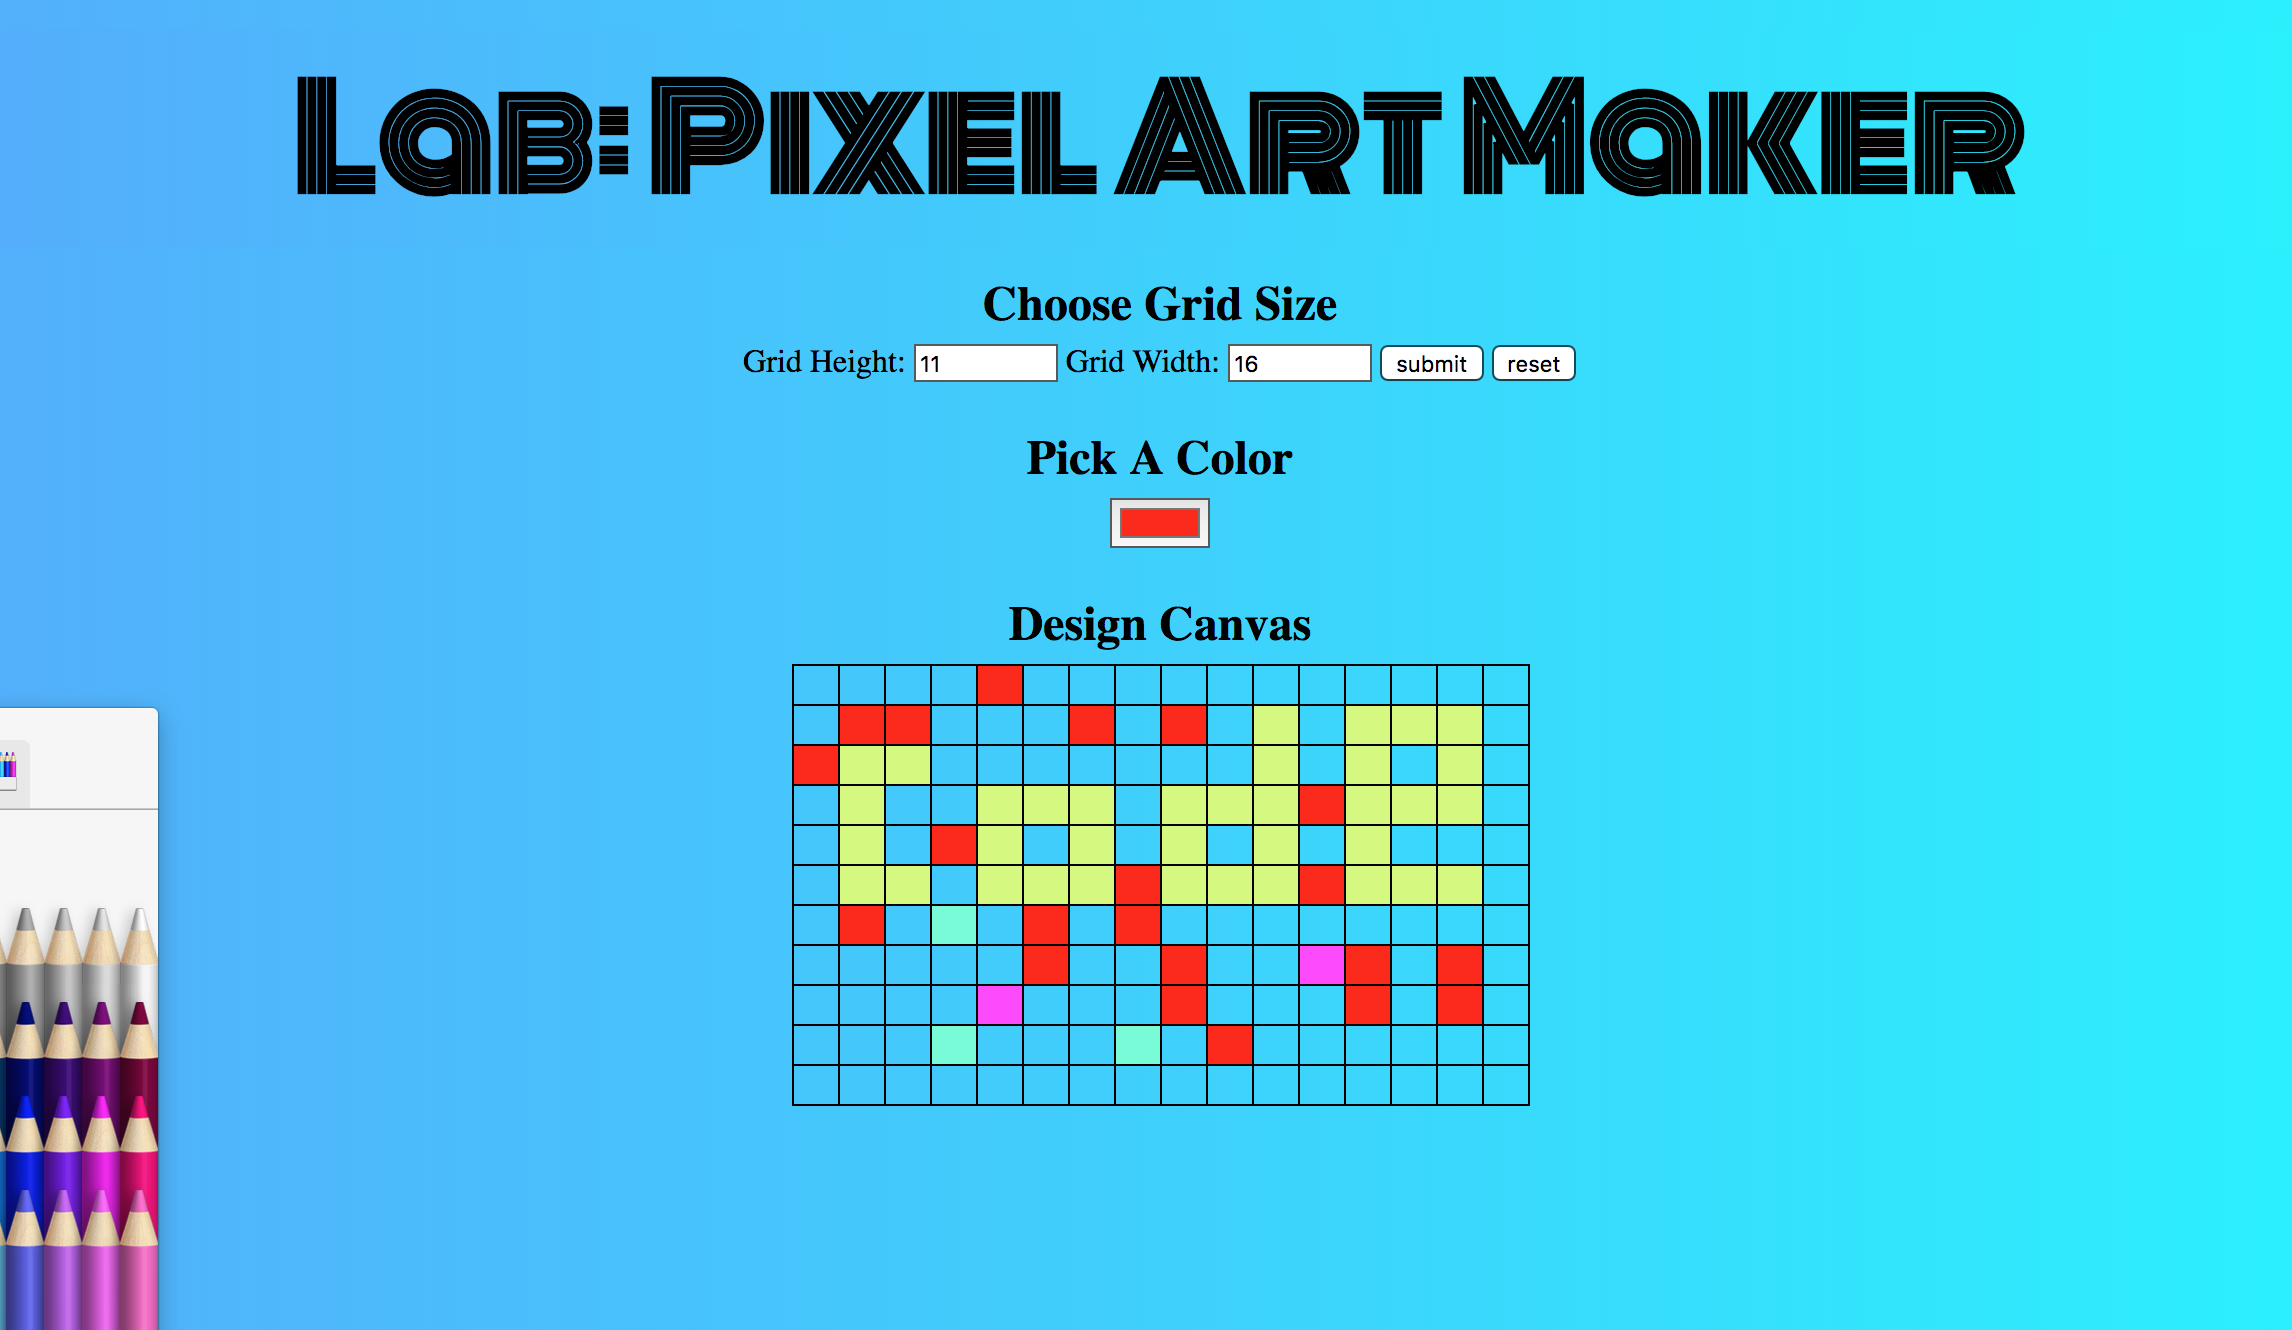 Lab: Pixel Art Maker
Choose Grid Size
Grid Height: 11 Grid Width: 16 submit reset
Pick A Color
Design Canvas
code